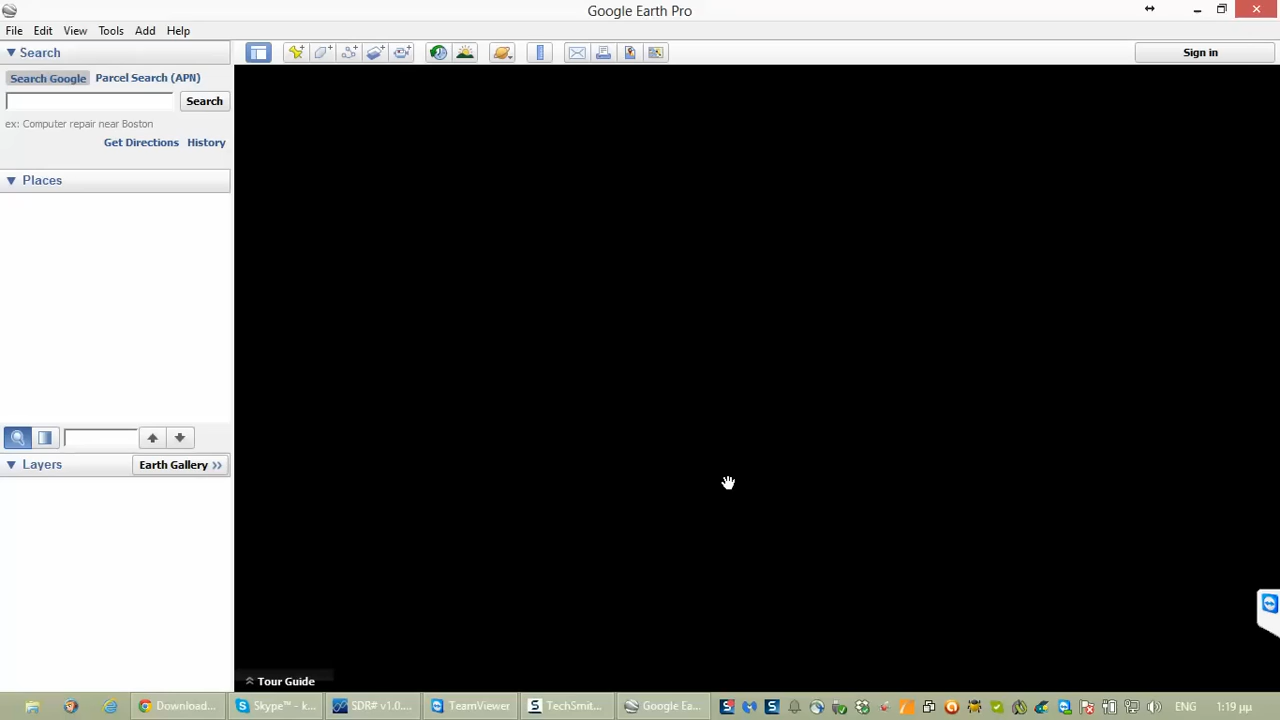 Google Earth Pro
File Edit View Tools Add Help
Search
Sign in
Search Google Parcel Search (APN)
Search
ex: Computer repair near Boston
Get Directions History
Places
Layers Earth Gallery >>
Tour Guide
Download... Skype™ - k... SDR# v1.0.... TeamViewer TechSmit... Google Ea... ENG 1:19 μμ